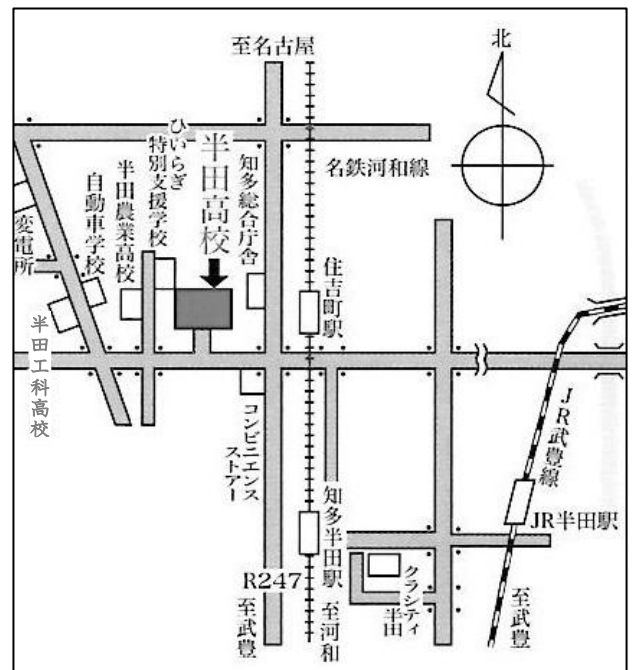 至名古屋
北
名鉄河和線
ひいらぎ
特別支援学校
半田高校
知多総合庁舎
半田農業高校
自動車学校
変電所
住吉町駅
半田工科高校
コンビニエンス
ストアー
JR武豊線
知多半田駅
JR半田駅
クラシティ
半田
R247
至武豊
至河和
至武豊